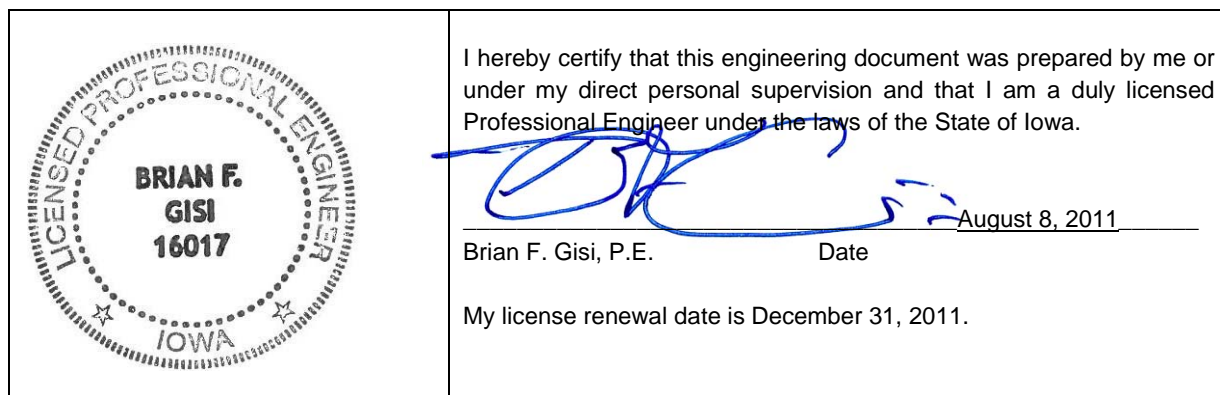 LICENSED PROFESSIONAL ENGINEER
BRIAN F.
GISI
16017
IOWA
I hereby certify that this engineering document was prepared by me or
under my direct personal supervision and that I am a duly licensed
Professional Engineer under the laws of the State of Iowa.
August 8, 2011
Brian F. Gisi, P.E. Date
My license renewal date is December 31, 2011.